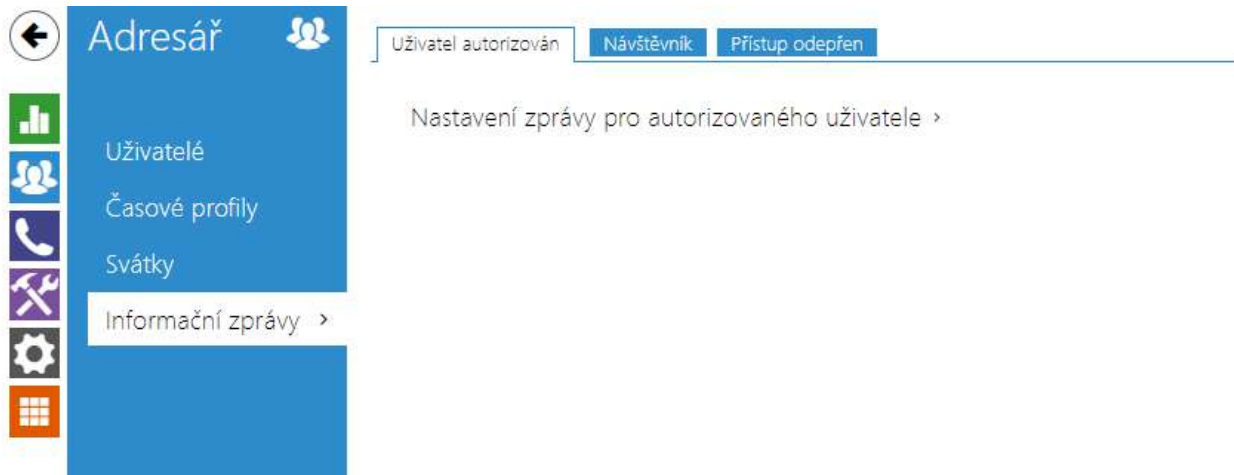 Adresář
Uživatelé
Časové profily
Svátky
Informační zprávy
Uživatel autorizován
Návštěvník
Přístup odepřen
Nastavení zprávy pro autorizovaného uživatele